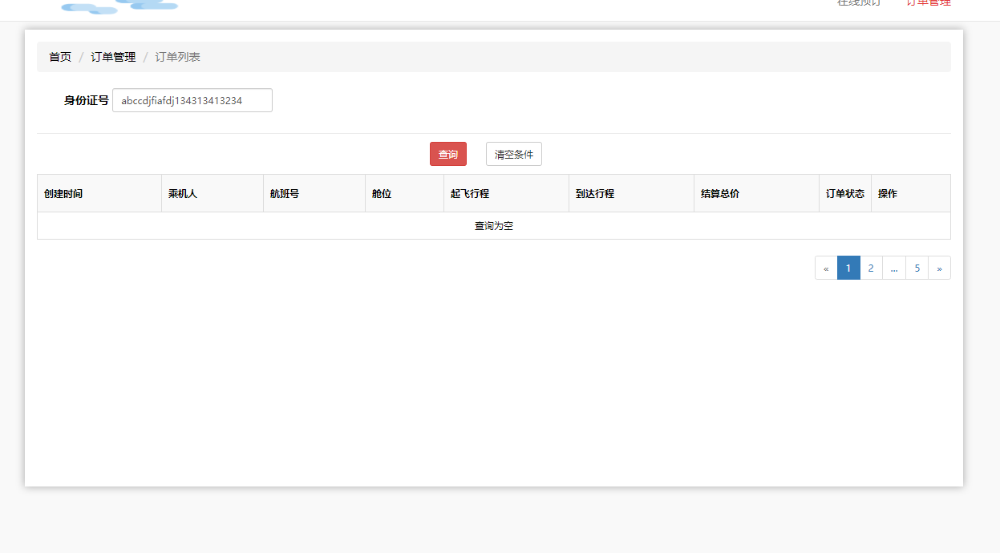 在线预订 订单管理
首页 / 订单管理 / 订单列表
身份证号 abccdjfiafdj134313413234
查询 清空条件
创建时间 乘机人 航班号 舱位 起飞行程 到达行程 结算总价 订单状态 操作
查询为空
« 1 2 ... 5 »